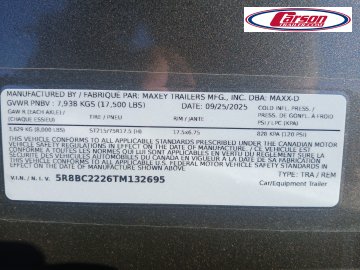 Carson
TRAILER
MANUFACTURED BY / FABRIQUÉ PAR: MAXEY TRAILERS MFG., INC. DBA: MAXX-D
GVWR PNBV : 7,938 KGS (17,500 LBS) DATE: 09/25/2025 COLD INFL. PRESS. /
GAWR (EACH AXLE) / TIRE / PNEU RIM / JANTE PRESS. DE GONFL. À FROID
(CHAQUE ESSIEU) PSI / LPC (KPA)
3,629 KG (8,000 LBS) ST215/75R17.5 (H) 17.5x6.75 828 KPA (120 PSI)
THIS VEHICLE CONFORMS TO ALL APPLICABLE STANDARDS PRESCRIBED UNDER THE CANADIAN MOTOR
VEHICLE SAFETY REGULATIONS IN EFFECT ON THE DATE OF MANUFACTURE / CE VÉHICULE EST
CONFORME À TOUTES LES NORMES QUI LUI SONT APPLICABLES EN VERTU DU RÈGLEMENT SUR LA
SÉCURITÉ DES VÉHICULES AUTOMOBILES DU CANADA EN VIGUEUR À LA DATE DE SA FABRICATION
THIS VEHICLE CONFORMS TO ALL APPLICABLE U.S. FEDERAL MOTOR VEHICLE SAFETY STANDARDS IN
EFFECT ON THE DATE OF MANUFACTURE SHOWN ABOVE
TYPE: TRA / REM
V.I.N. / N.I.V. 5R8BC2226TM132695 Car/Equipment Trailer